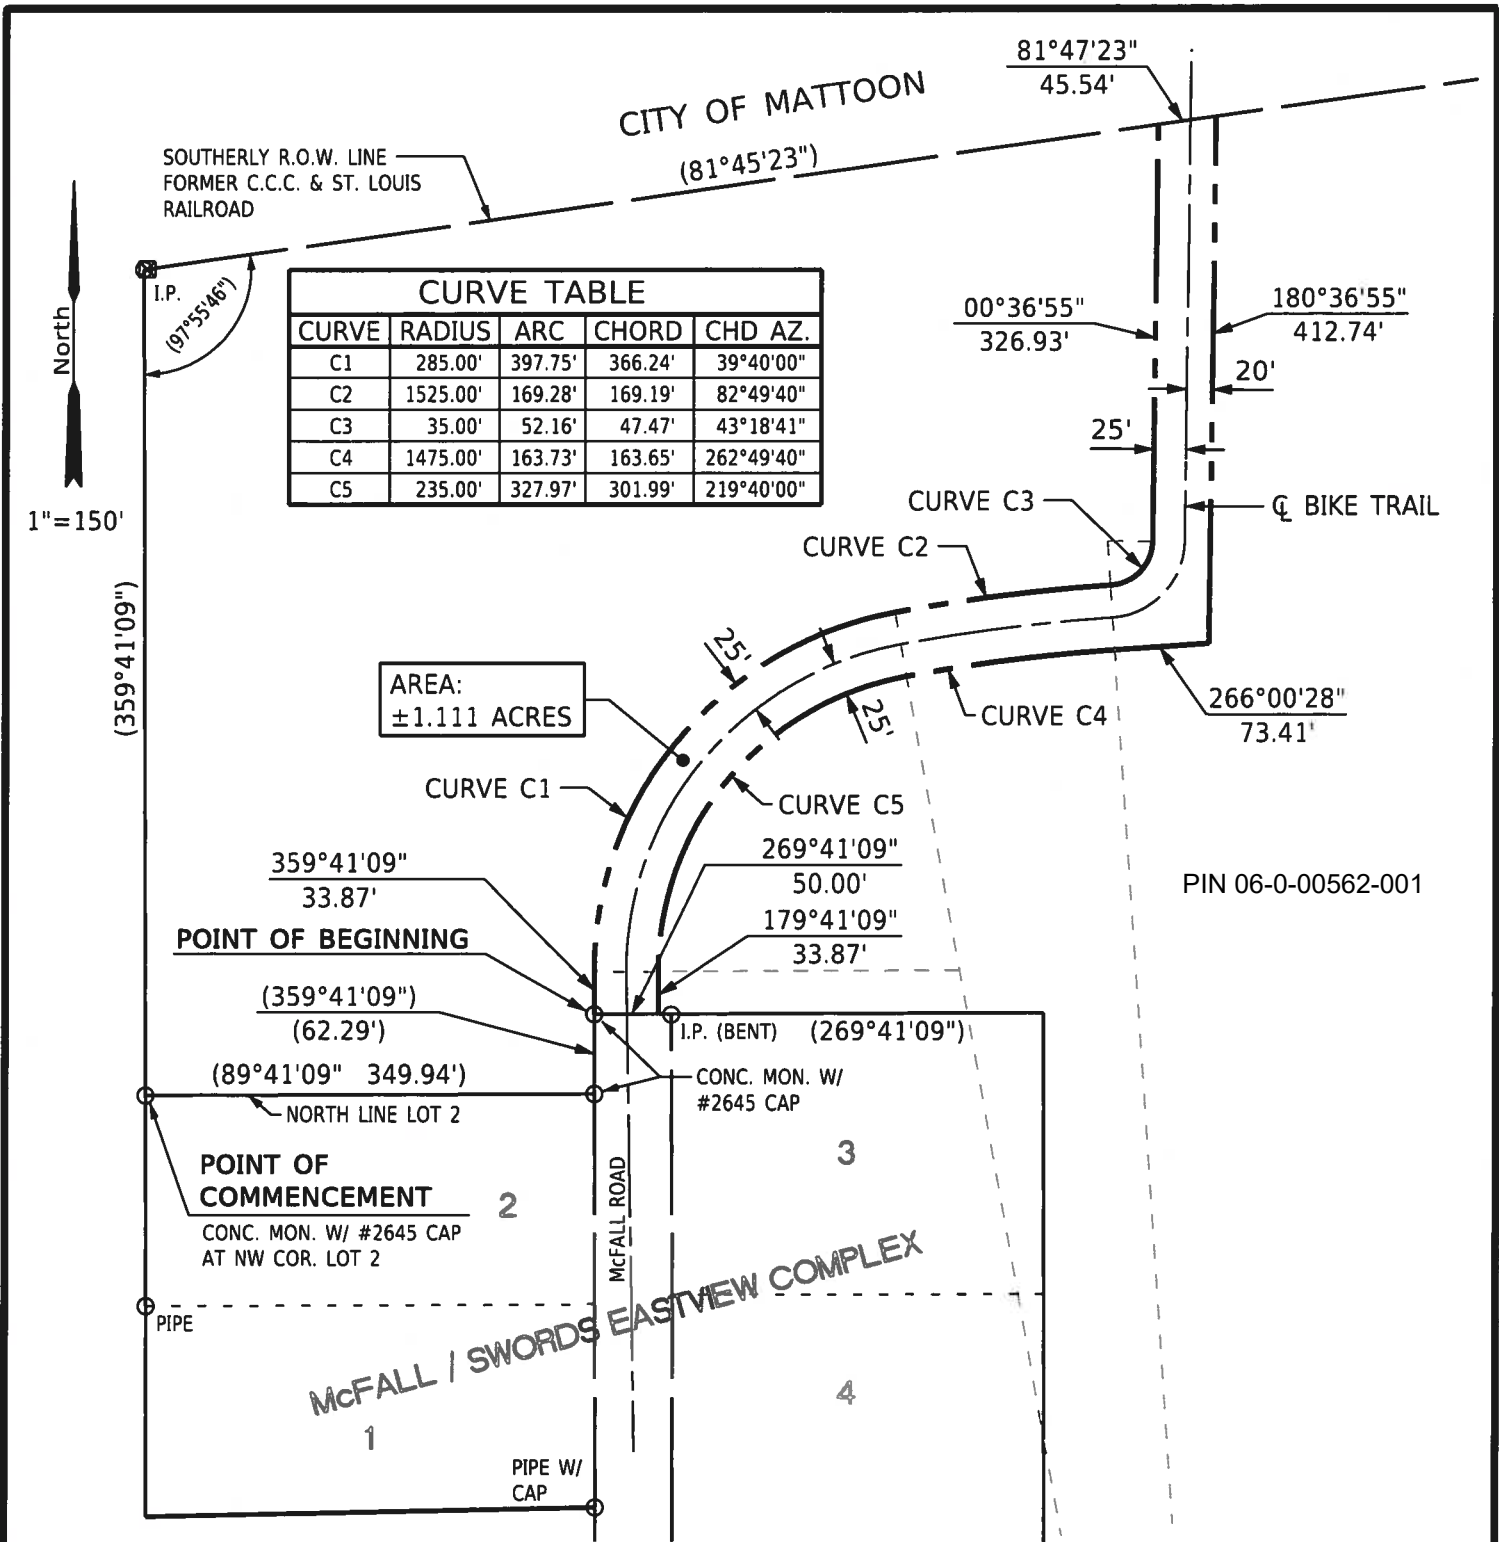 81°47'23"
45.54'
CITY OF MATTOON
(81°45'23")
SOUTHERLY R.O.W. LINE
FORMER C.C.C. & ST. LOUIS
RAILROAD
I.P.
(97°55'46")
North
1"=150'
CURVE TABLE
CURVE RADIUS ARC CHORD CHD AZ.
C1 285.00' 397.75' 366.24' 39°40'00"
C2 1525.00' 169.28' 169.19' 82°49'40"
C3 35.00' 52.16' 47.47' 43°18'41"
C4 1475.00' 163.73' 163.65' 262°49'40"
C5 235.00' 327.97' 301.99' 219°40'00"
00°36'55"
326.93'
180°36'55"
412.74'
20'
25'
CURVE C3
℄ BIKE TRAIL
CURVE C2
(359°41'09")
25'
AREA:
±1.111 ACRES
25'
CURVE C4
266°00'28"
73.41'
CURVE C1
CURVE C5
359°41'09"
33.87'
269°41'09"
50.00'
PIN 06-0-00562-001
POINT OF BEGINNING
179°41'09"
33.87'
(359°41'09")
(62.29')
I.P. (BENT)
(269°41'09")
(89°41'09" 349.94')
NORTH LINE LOT 2
CONC. MON. W/
#2645 CAP
POINT OF
COMMENCEMENT
CONC. MON. W/ #2645 CAP
AT NW COR. LOT 2
2
3
McFALL ROAD
PIPE
McFALL / SWORDS EASTVIEW COMPLEX
1
4
PIPE W/
CAP